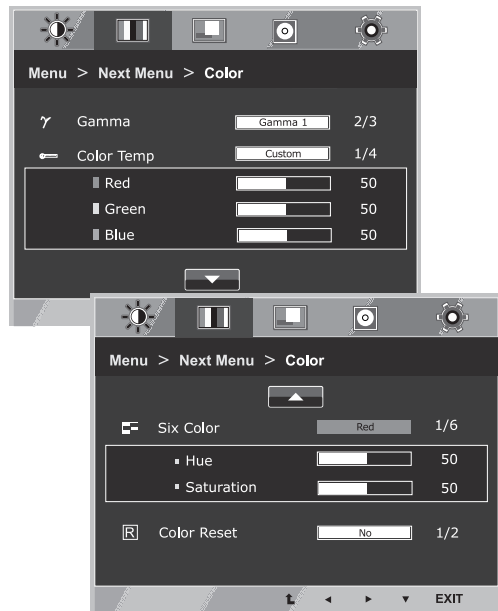 Menu > Next Menu > Color
γ Gamma Gamma 1 2/3
Color Temp Custom 1/4
Red 50
Green 50
Blue 50
Menu > Next Menu > Color
Six Color Red 1/6
Hue 50
Saturation 50
R Color Reset No 1/2
EXIT